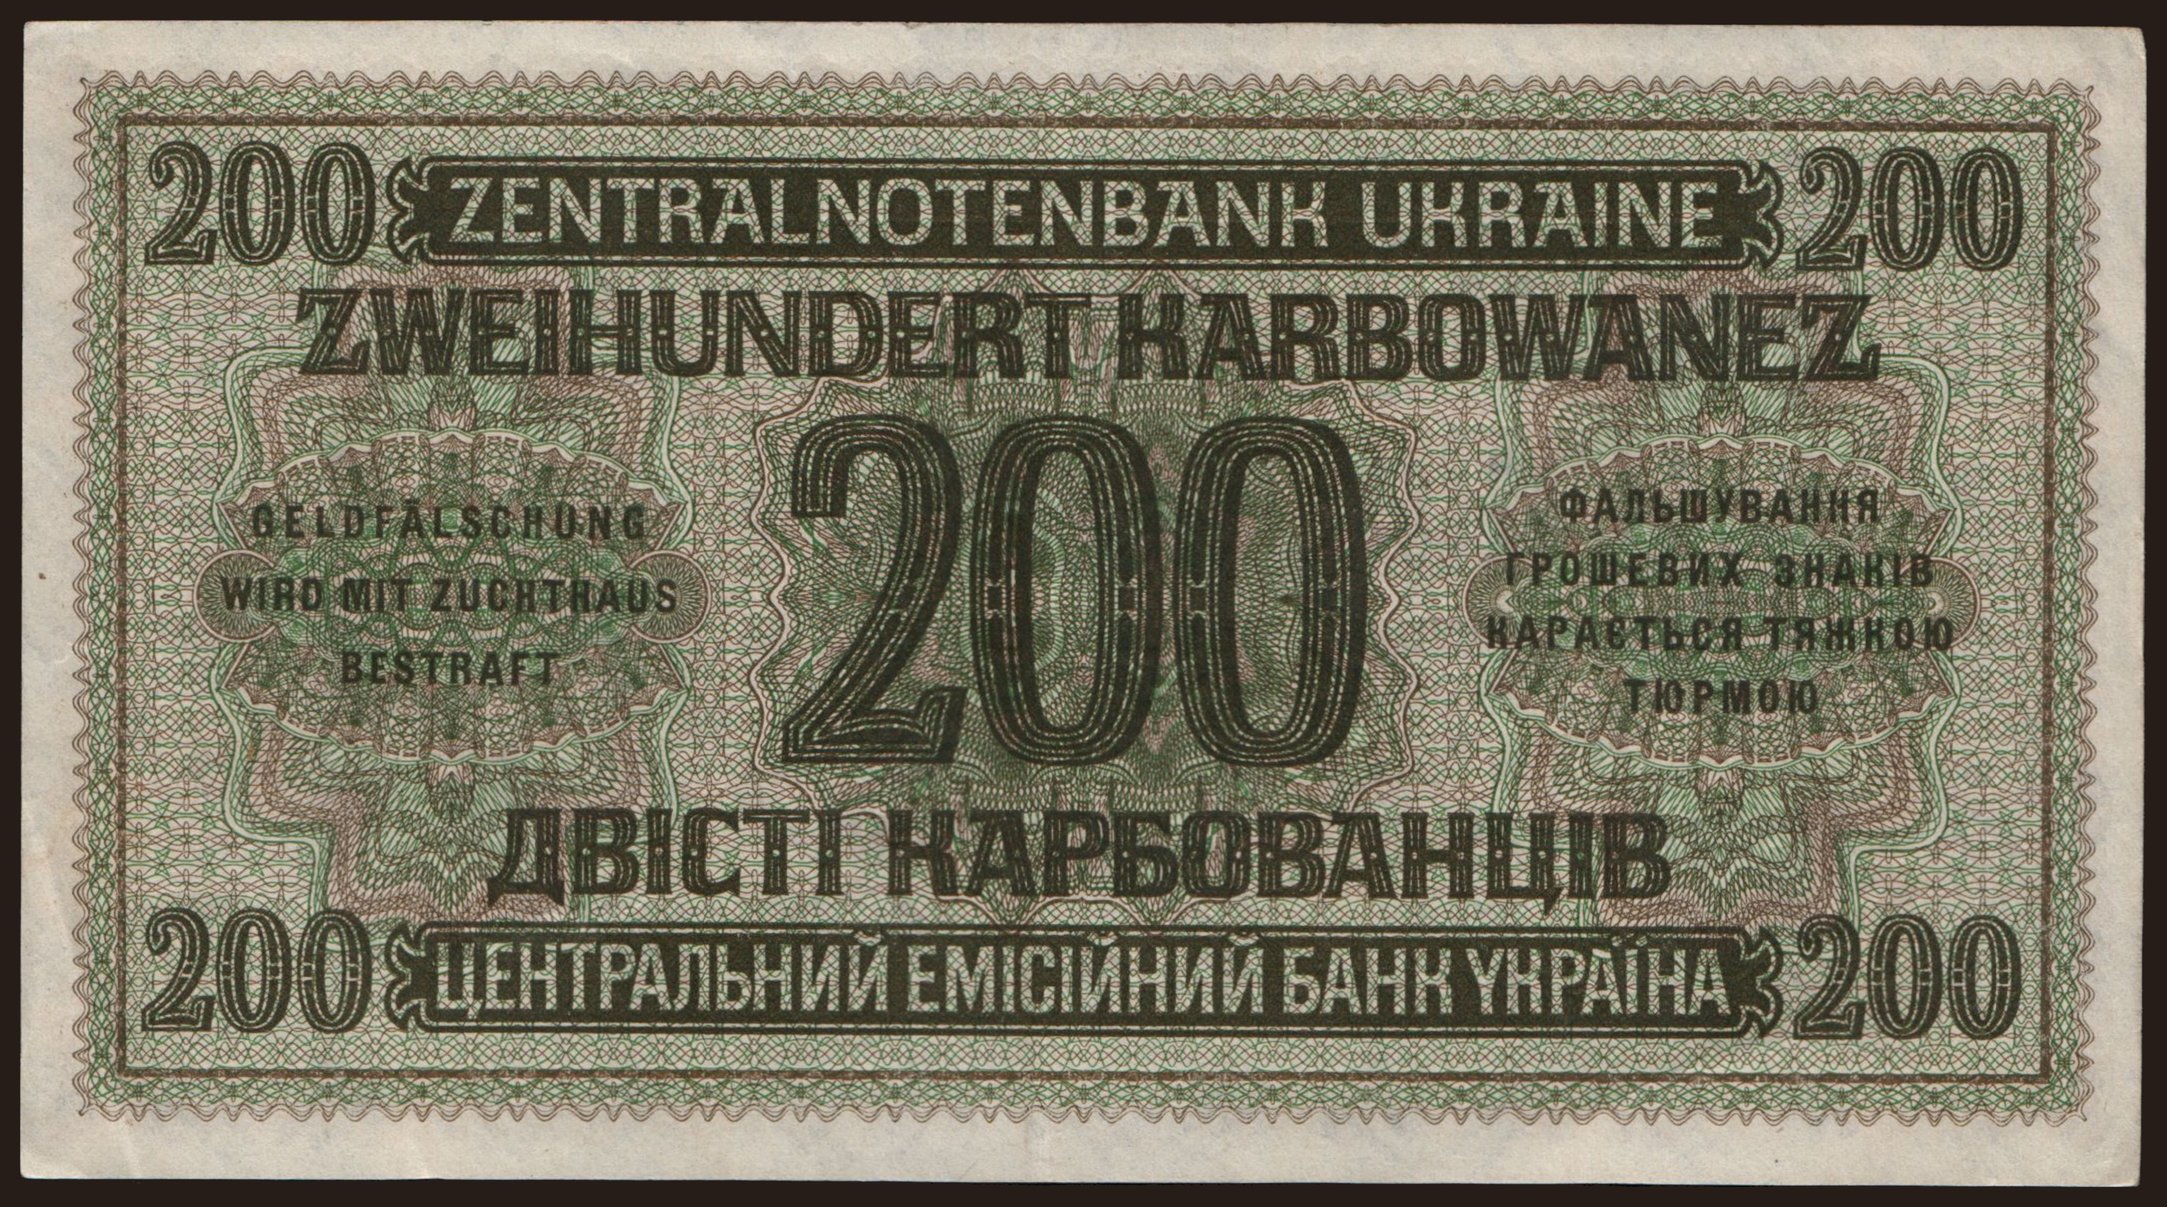 200 ZENTRALNOTENBANK UKRAINE 200
ZWEIHUNDERT KARBOWANEZ
200
GELDFÄLSCHUNG
WIRD MIT ZUCHTHAUS
BESTRAFT
ФАЛЬШУВАННЯ
ГРОШЕВИХ ЗНАКІВ
КАРАЄТЬСЯ ТЯЖКОЮ
ТЮРМОЮ
ДВІСТІ КАРБОВАНЦІВ
200 ЦЕНТРАЛЬНИЙ ЕМІСІЙНИЙ БАНК УКРАЇНА 200